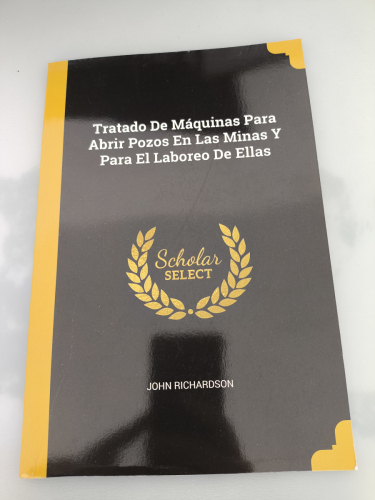 Tratado De Máquinas Para
Abrir Pozos En Las Minas Y
Para El Laboreo De Ellas
Scholar
SELECT
JOHN RICHARDSON